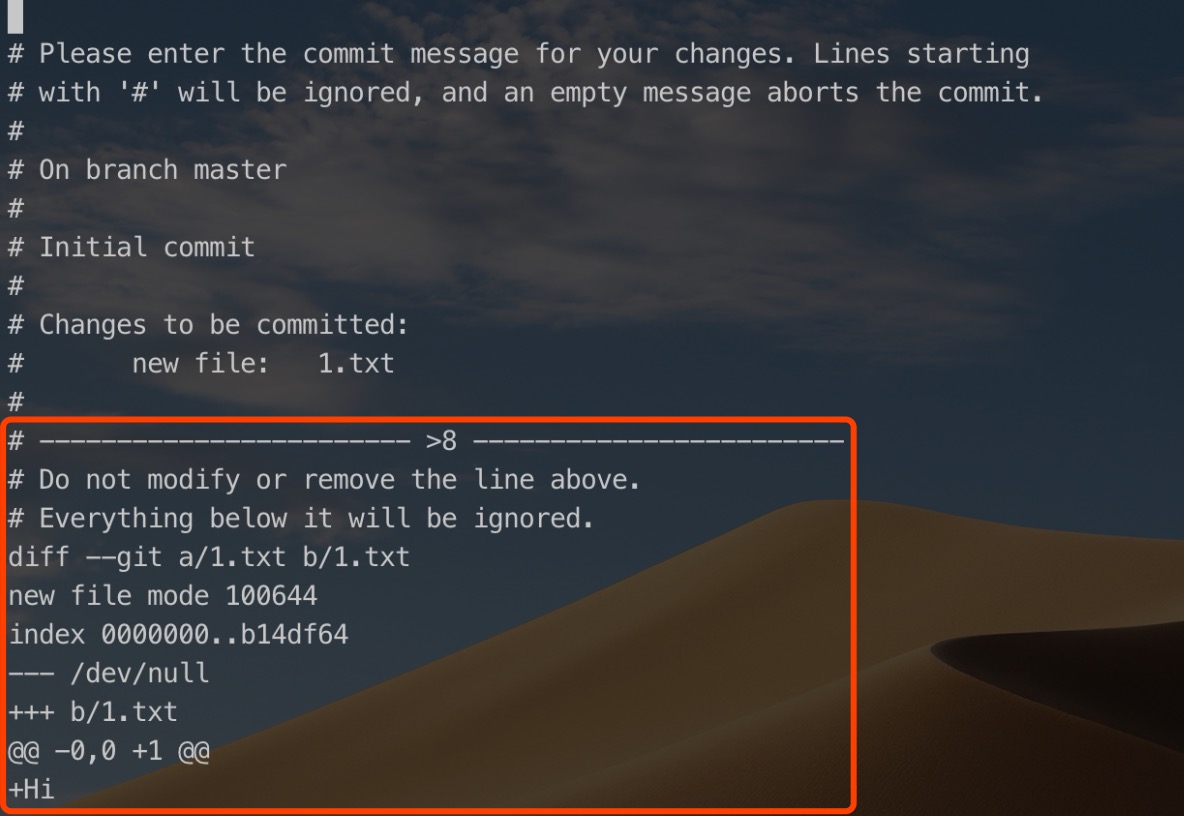 # Please enter the commit message for your changes. Lines starting
# with '#' will be ignored, and an empty message aborts the commit.
#
# On branch master
#
# Initial commit
#
# Changes to be committed:
#       new file:   1.txt
#
# ------------------------ >8 ------------------------
# Do not modify or remove the line above.
# Everything below it will be ignored.
diff --git a/1.txt b/1.txt
new file mode 100644
index 0000000..b14df64
--- /dev/null
+++ b/1.txt
@@ -0,0 +1 @@
+Hi